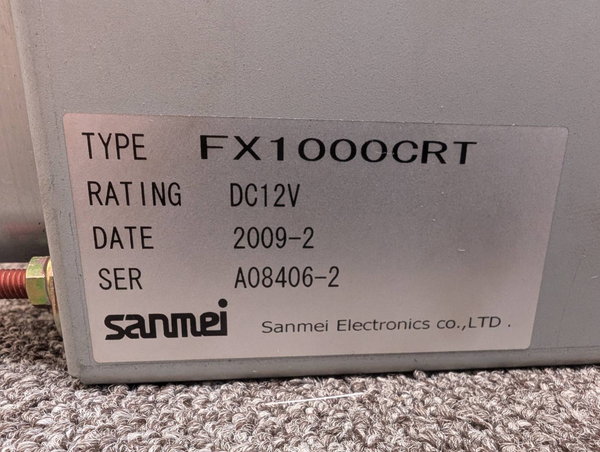 TYPE FX1000CRT
RATING DC12V
DATE 2009-2
SER A08406-2
sanmei Sanmei Electronics co.,LTD .